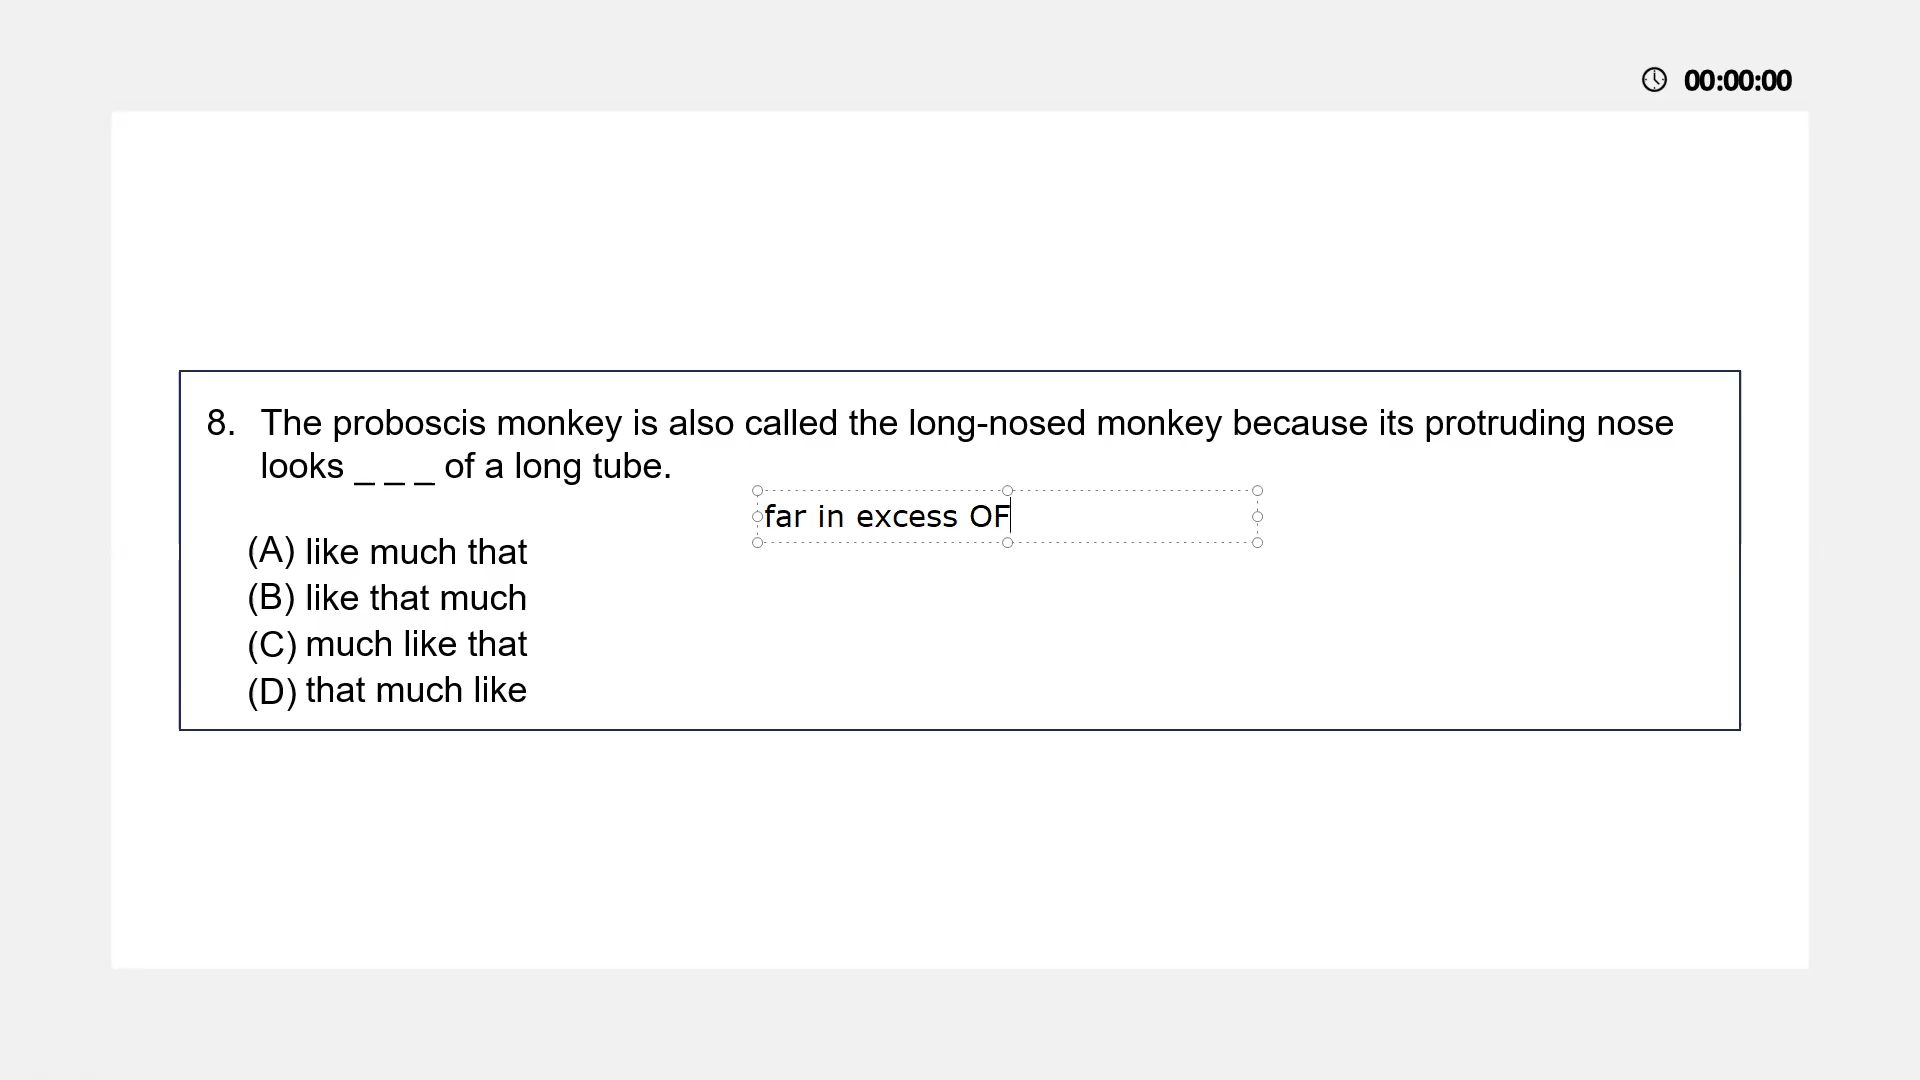 00:00:00
8. The proboscis monkey is also called the long-nosed monkey because its protruding nose
looks _ _ _ of a long tube.
far in excess OF
(A) like much that
(B) like that much
(C) much like that
(D) that much like